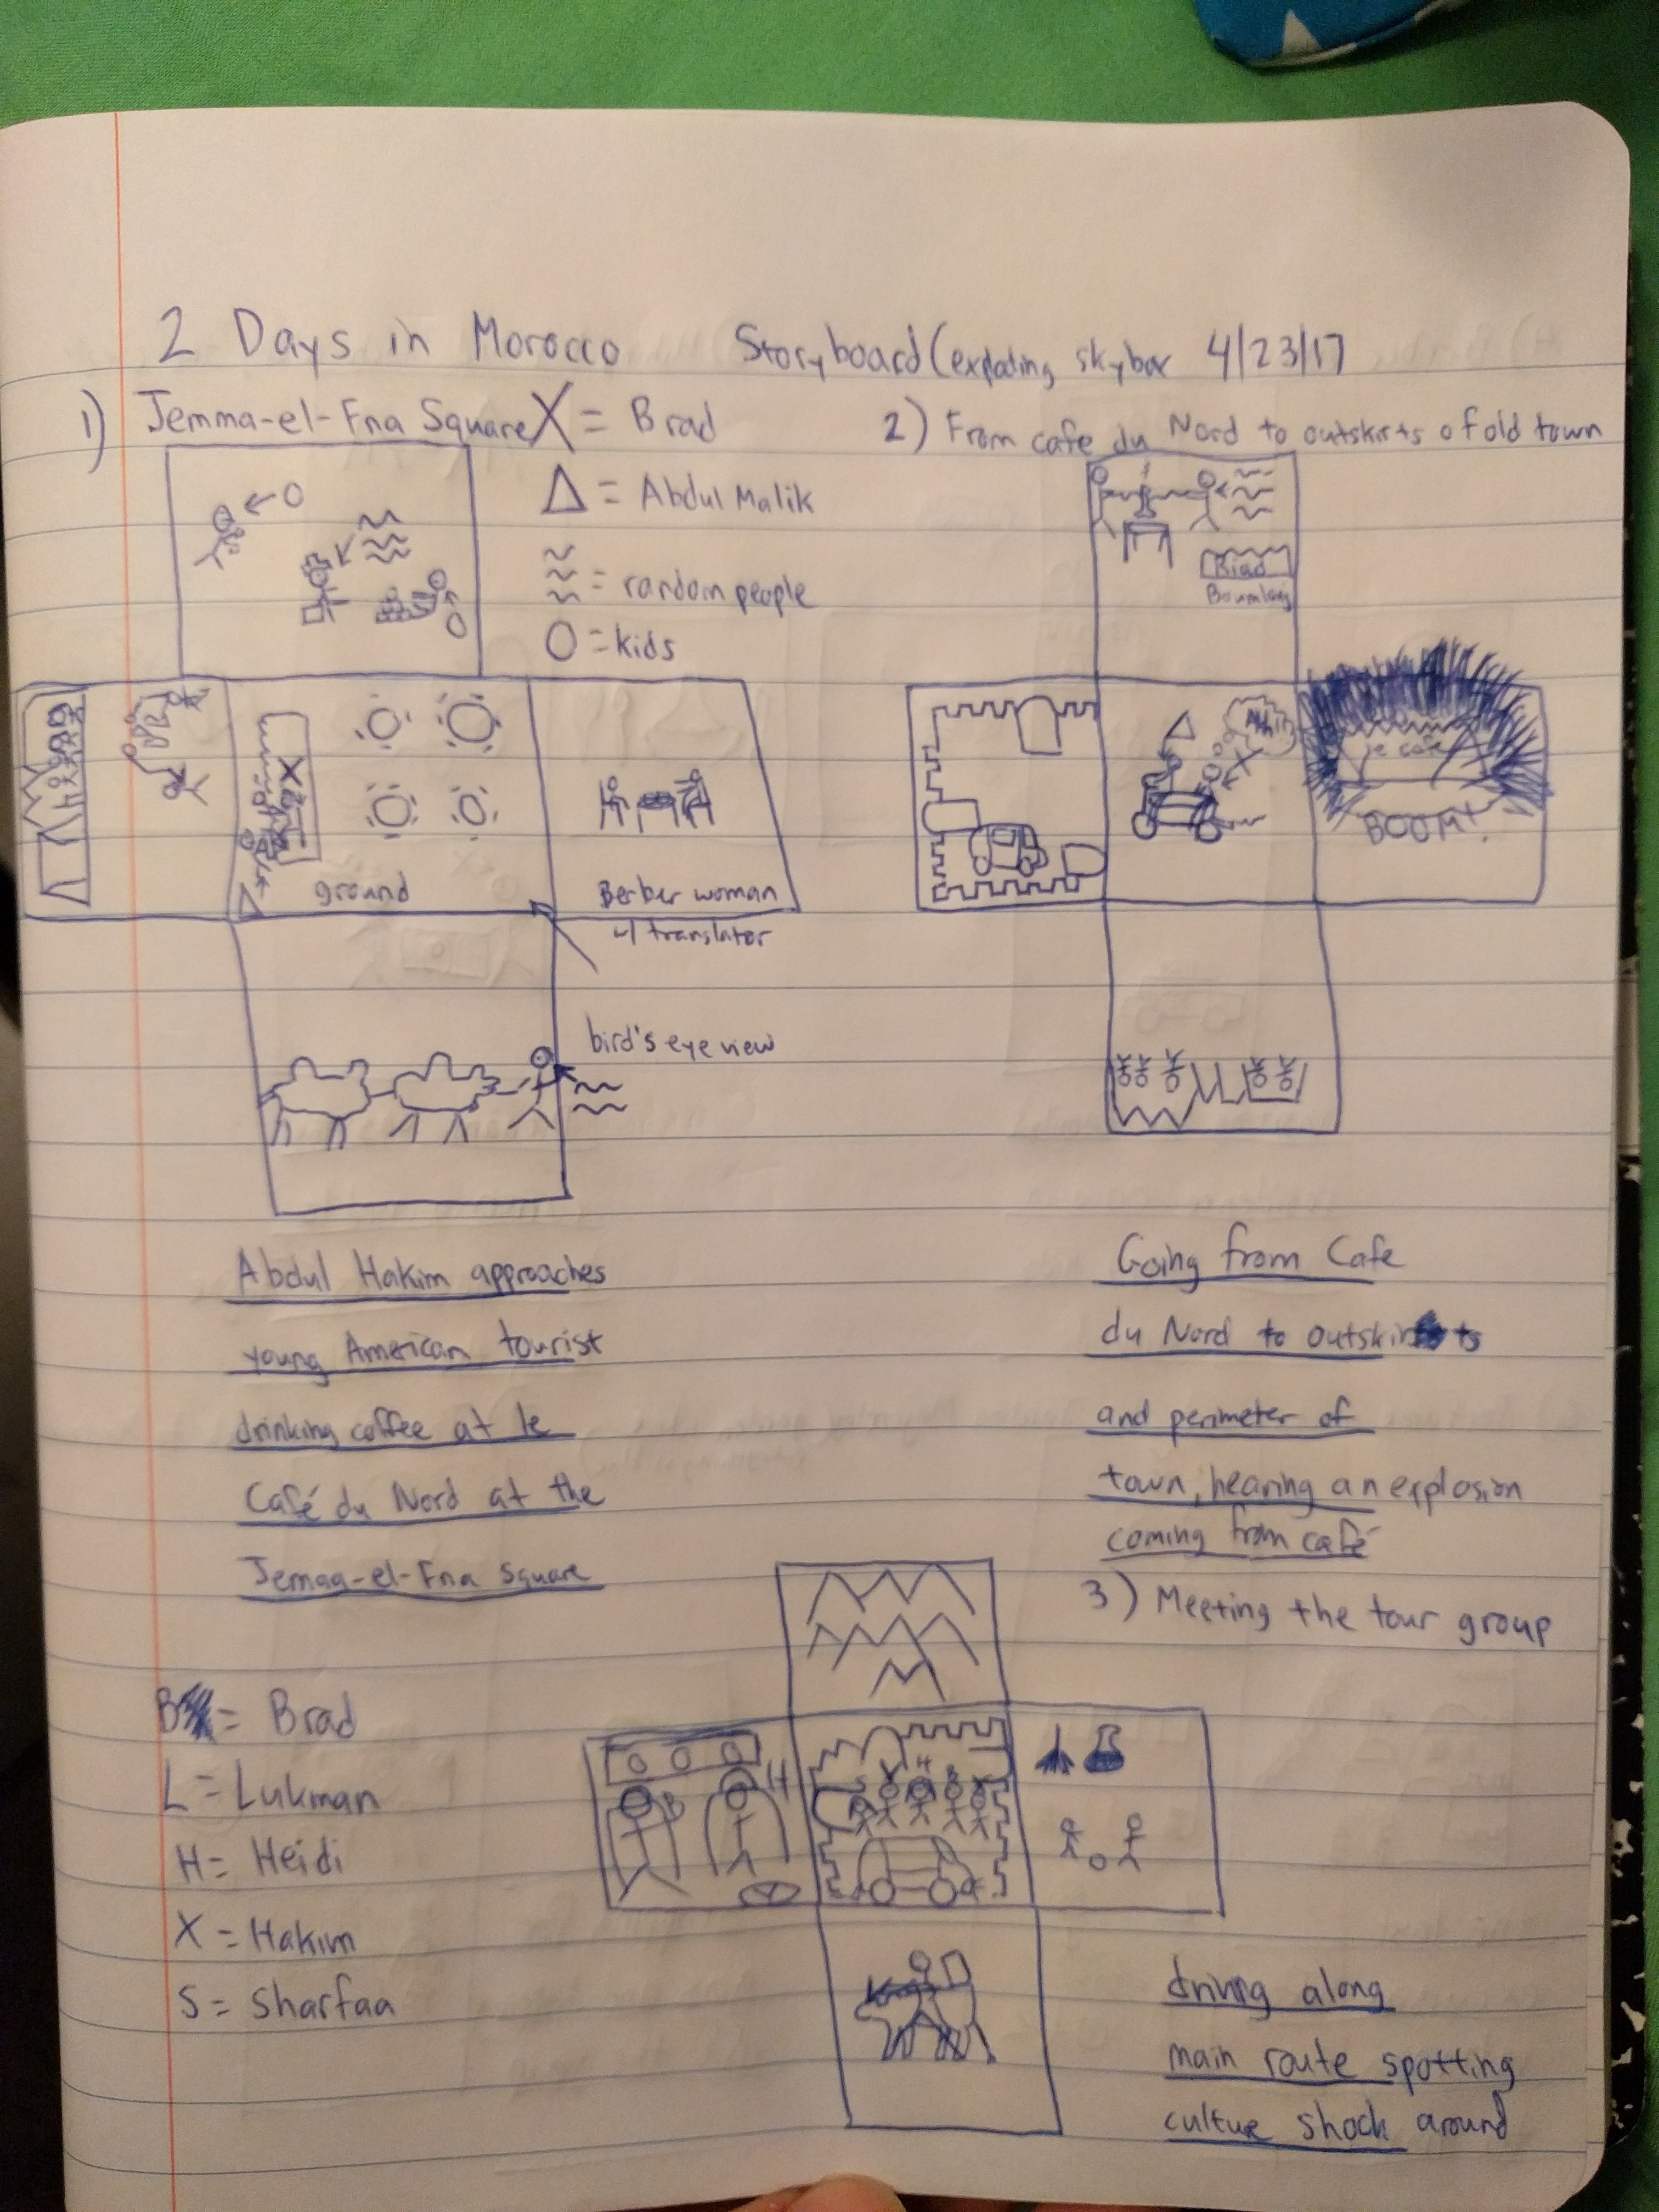 2 Days in Morocco Storyboard (exploding skybox 4/23/17
1) Jemma-el-Fna Square X = Brad
Δ = Abdul Malik
= random people
O = kids
ground
Berber woman
w/ translator
bird's eye view
2) From cafe du Nord to outskirts of old town
Riad
Ahh!!
le café
BOOM!
Abdul Hakim approaches
young American tourist
drinking coffee at le
Café du Nord at the
Jemaa-el-Fna square
Going from Cafe
du Nord to outskirts
and perimeter of
town, hearing an explosion
coming from café
3) Meeting the tour group
B = Brad
L = Lukman
H = Heidi
X = Hakim
S = Sharfaa
H
driving along
main route spotting
culture shock around